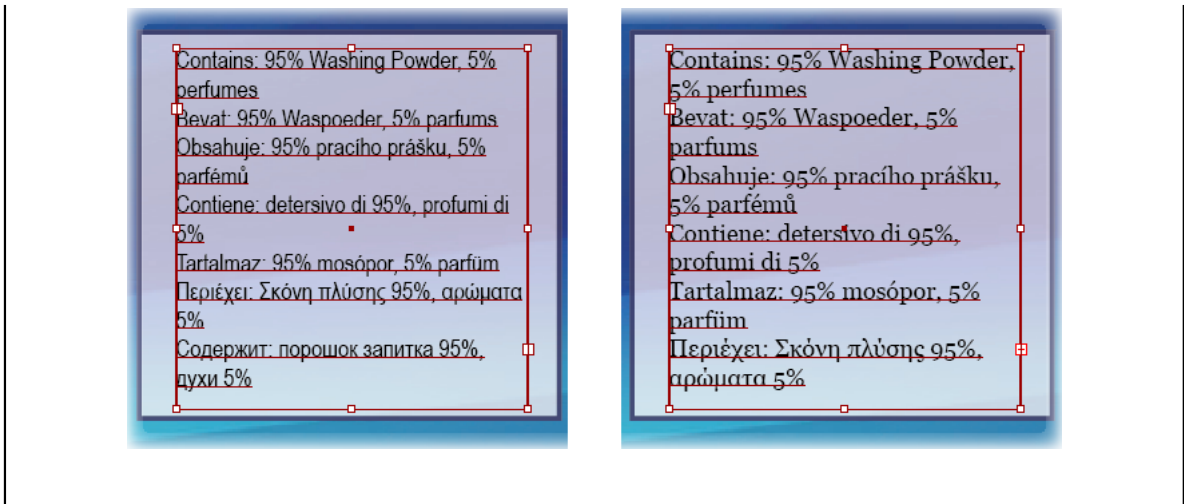 Contains: 95% Washing Powder, 5%
perfumes
Bevat: 95% Waspoeder, 5% parfums
Obsahuje: 95% pracího prášku, 5%
parfémů
Contiene: detersivo di 95%, profumi di
5%
Tartalmaz: 95% mosópor, 5% parfüm
Περιέχει: Σκόνη πλύσης 95%, αρώματα
5%
Содержит: порошок запитка 95%,
духи 5%
Contains: 95% Washing Powder,
5% perfumes
Bevat: 95% Waspoeder, 5%
parfums
Obsahuje: 95% pracího prášku,
5% parfémů
Contiene: detersivo di 95%,
profumi di 5%
Tartalmaz: 95% mosópor, 5%
parfüm
Περιέχει: Σκόνη πλύσης 95%,
αρώματα 5%